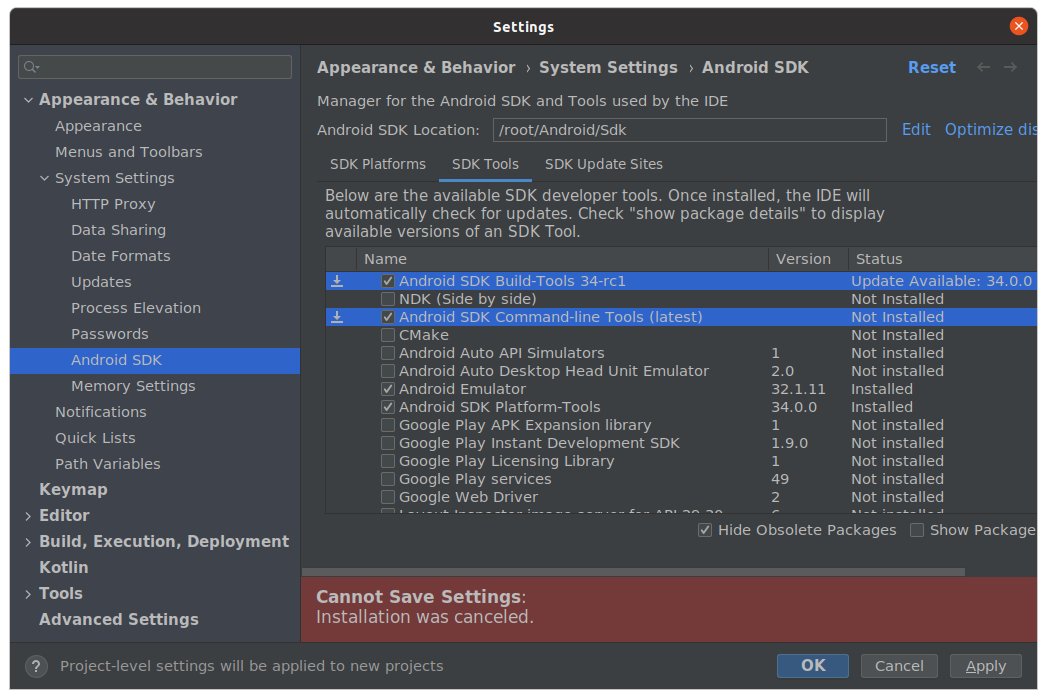 Settings
Appearance & Behavior
Appearance
Menus and Toolbars
System Settings
HTTP Proxy
Data Sharing
Date Formats
Updates
Process Elevation
Passwords
Android SDK
Memory Settings
Notifications
Quick Lists
Path Variables
Keymap
Editor
Build, Execution, Deployment
Kotlin
Tools
Advanced Settings
Appearance & Behavior › System Settings › Android SDK Reset
Manager for the Android SDK and Tools used by the IDE
Android SDK Location: /root/Android/Sdk Edit Optimize dis
SDK Platforms SDK Tools SDK Update Sites
Below are the available SDK developer tools. Once installed, the IDE will
automatically check for updates. Check "show package details" to display
available versions of an SDK Tool.
Name Version Status
Android SDK Build-Tools 34-rc1 Update Available: 34.0.0
NDK (Side by side) Not Installed
Android SDK Command-line Tools (latest) Not Installed
CMake Not Installed
Android Auto API Simulators 1 Not installed
Android Auto Desktop Head Unit Emulator 2.0 Not installed
Android Emulator 32.1.11 Installed
Android SDK Platform-Tools 34.0.0 Installed
Google Play APK Expansion library 1 Not installed
Google Play Instant Development SDK 1.9.0 Not installed
Google Play Licensing Library 1 Not installed
Google Play services 49 Not installed
Google Web Driver 2 Not installed
Layout Inspector image server for API 29-30 6 Not installed
Hide Obsolete Packages Show Package
Cannot Save Settings:
Installation was canceled.
? Project-level settings will be applied to new projects
OK Cancel Apply